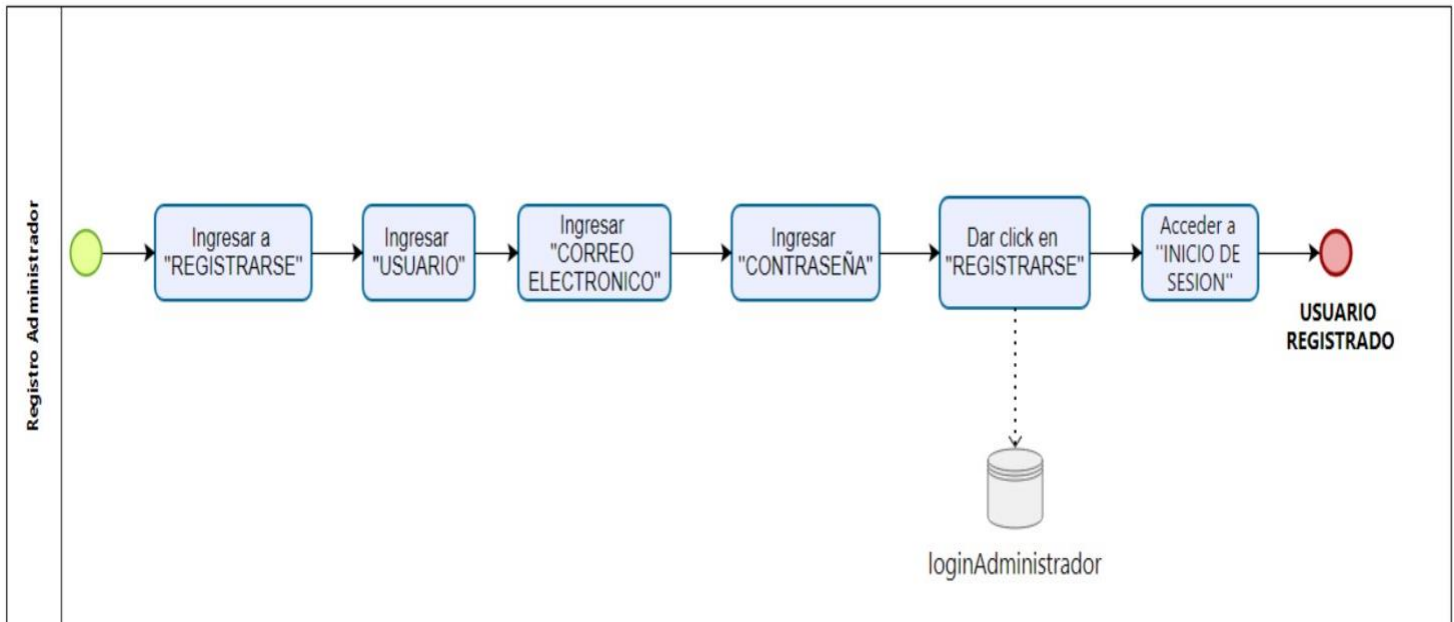 Registro Administrador
Ingresar a
"REGISTRARSE"
Ingresar
"USUARIO"
Ingresar
"CORREO
ELECTRONICO"
Ingresar
"CONTRASEÑA"
Dar click en
"REGISTRARSE"
Acceder a
"INICIO DE
SESION"
USUARIO
REGISTRADO
loginAdministrador